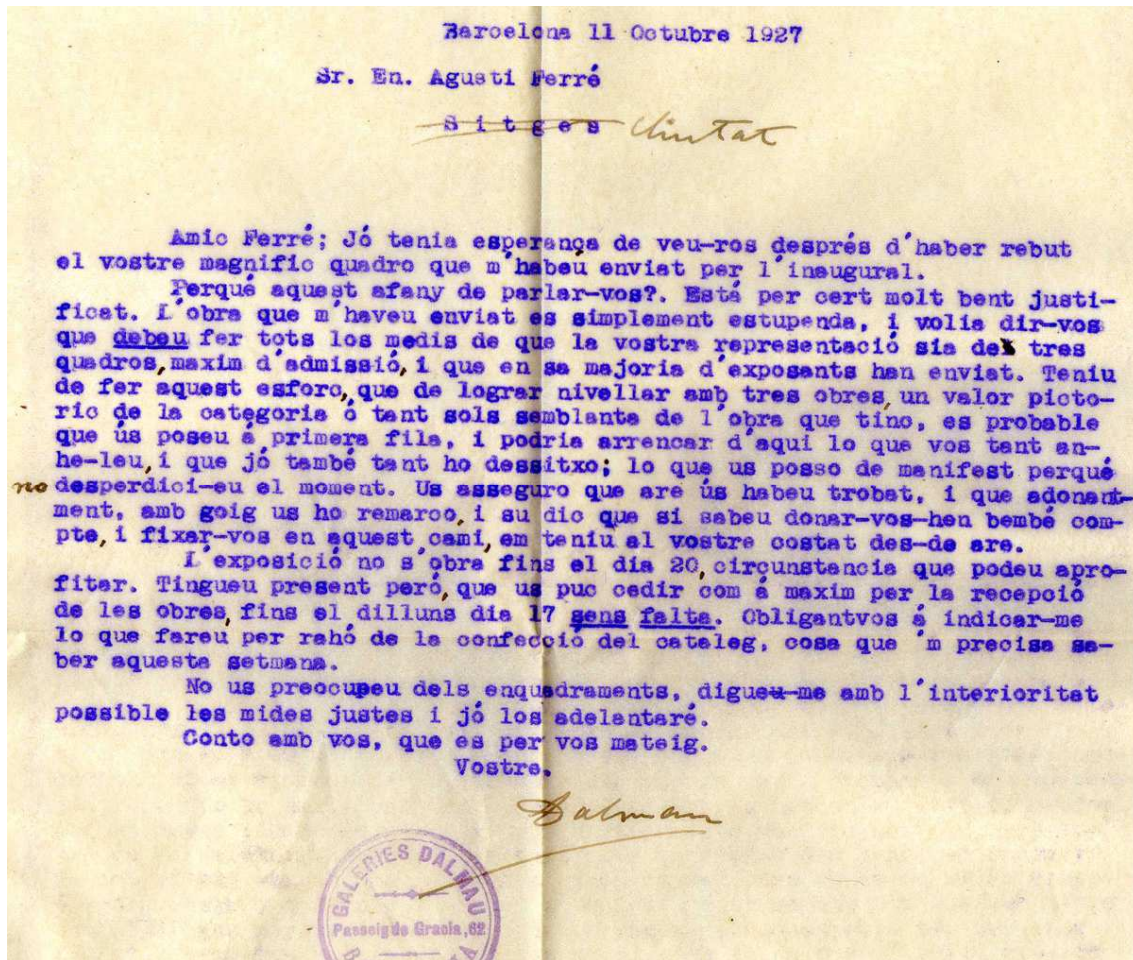 Barcelona 11 Octubre 1927
Sr. En. Agusti Ferré
Sitges Ciutat
Amic Ferré; Jó tenia esperança de veu-ros després d'haber rebut
el vostre magnific quadro que m'habeu enviat per l'inaugural.
Perqué aquest afany de parlar-vos?. Está per cert molt bent justi-
ficat. L'obra que m'haveu enviat es simplement estupenda, i volia dir-vos
que debeu fer tots los medis de que la vostra representació sia de tres
quadros, maxim d'admissió, i que en sa majoria d'exposants han enviat. Teniu
de fer aquest esforc, que de lograr nivellar amb tres obres, un valor picto-
ric de la categoria ó tant sols semblanta de l'obra que tinc, es probable
que ús poseu á primera fila, i podria arrencar d'aqui lo que vos tant an-
he-leu, i que jó també tant ho dessitxo; lo que us posso de manifest perqué
no desperdici-eu el moment. Us asseguro que are ús habeu trobat, i que adonant-
ment, amb goig us ho remarco, i su dic que si sabeu donar-vos-hen bembé com-
pte, i fixar-vos en aquest cami, em teniu al vostre costat des-de are.
L'exposició no s'obra fins el dia 20, circunstancia que podeu apro-
fitar. Tingueu present peró, que us puc cedir com á maxim per la recepció
de les obres, fins el dilluns dia 17 sens falta. Obligantvos á indicar-me
lo que fareu per rahó de la confecció del cataleg, cosa que 'm precisa sa-
ber aquesta setmana.
No us preocupeu dels enquadraments, digueu-me amb l'interioritat
possible les mides justes i jó los adelantaré.
Conto amb vos, que es per vos mateig.
Vostre.
Dalmau
GALERIES DALMAU
Passeig de Gracia, 62